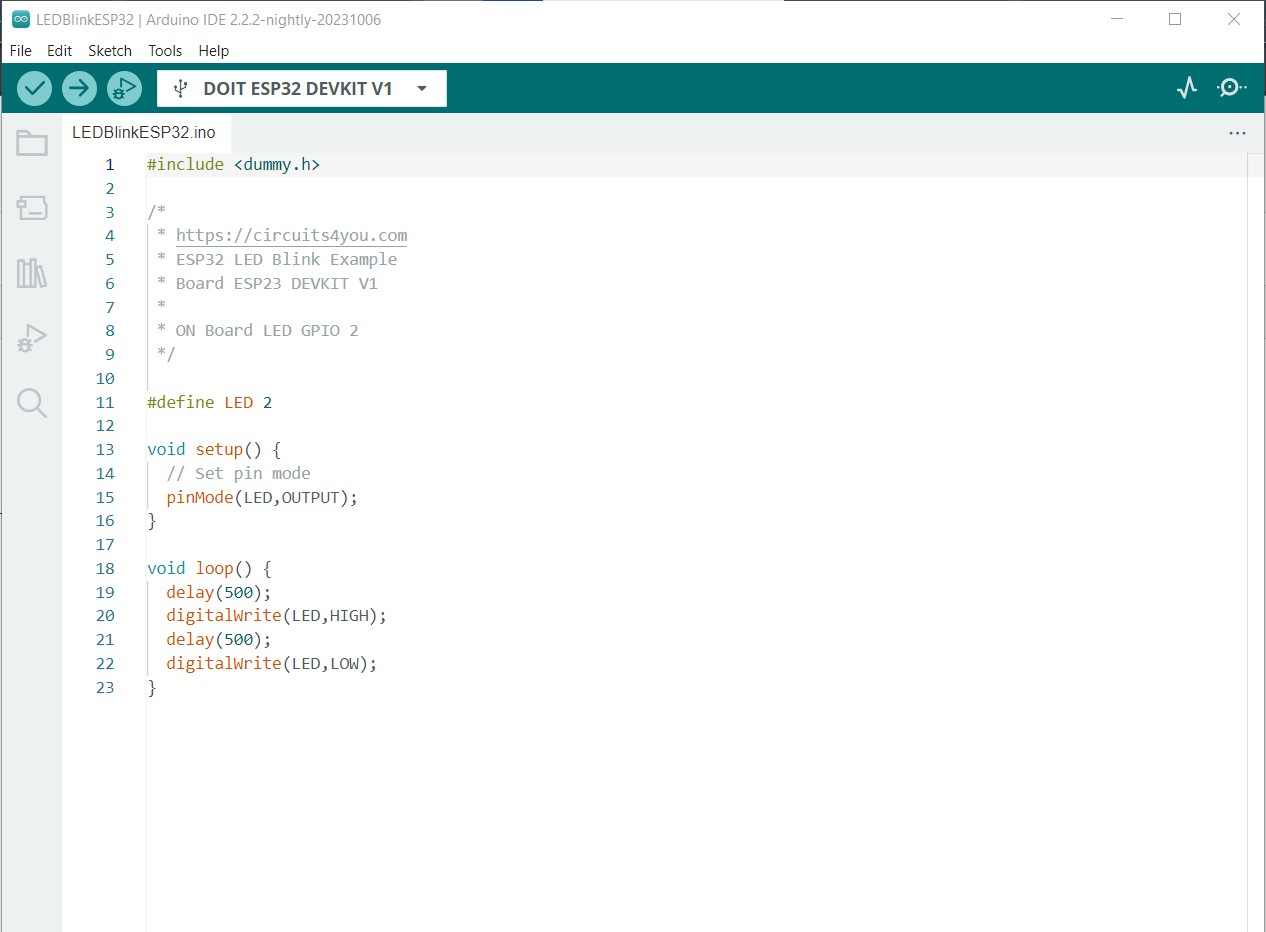 LEDBlinkESP32 | Arduino IDE 2.2.2-nightly-20231006
File Edit Sketch Tools Help
DOIT ESP32 DEVKIT V1
LEDBlinkESP32.ino
1 #include <dummy.h>
2
3 /*
4 * https://circuits4you.com
5 * ESP32 LED Blink Example
6 * Board ESP23 DEVKIT V1
7 *
8 * ON Board LED GPIO 2
9 */
10
11 #define LED 2
12
13 void setup() {
14 // Set pin mode
15 pinMode(LED,OUTPUT);
16 }
17
18 void loop() {
19 delay(500);
20 digitalWrite(LED,HIGH);
21 delay(500);
22 digitalWrite(LED,LOW);
23 }